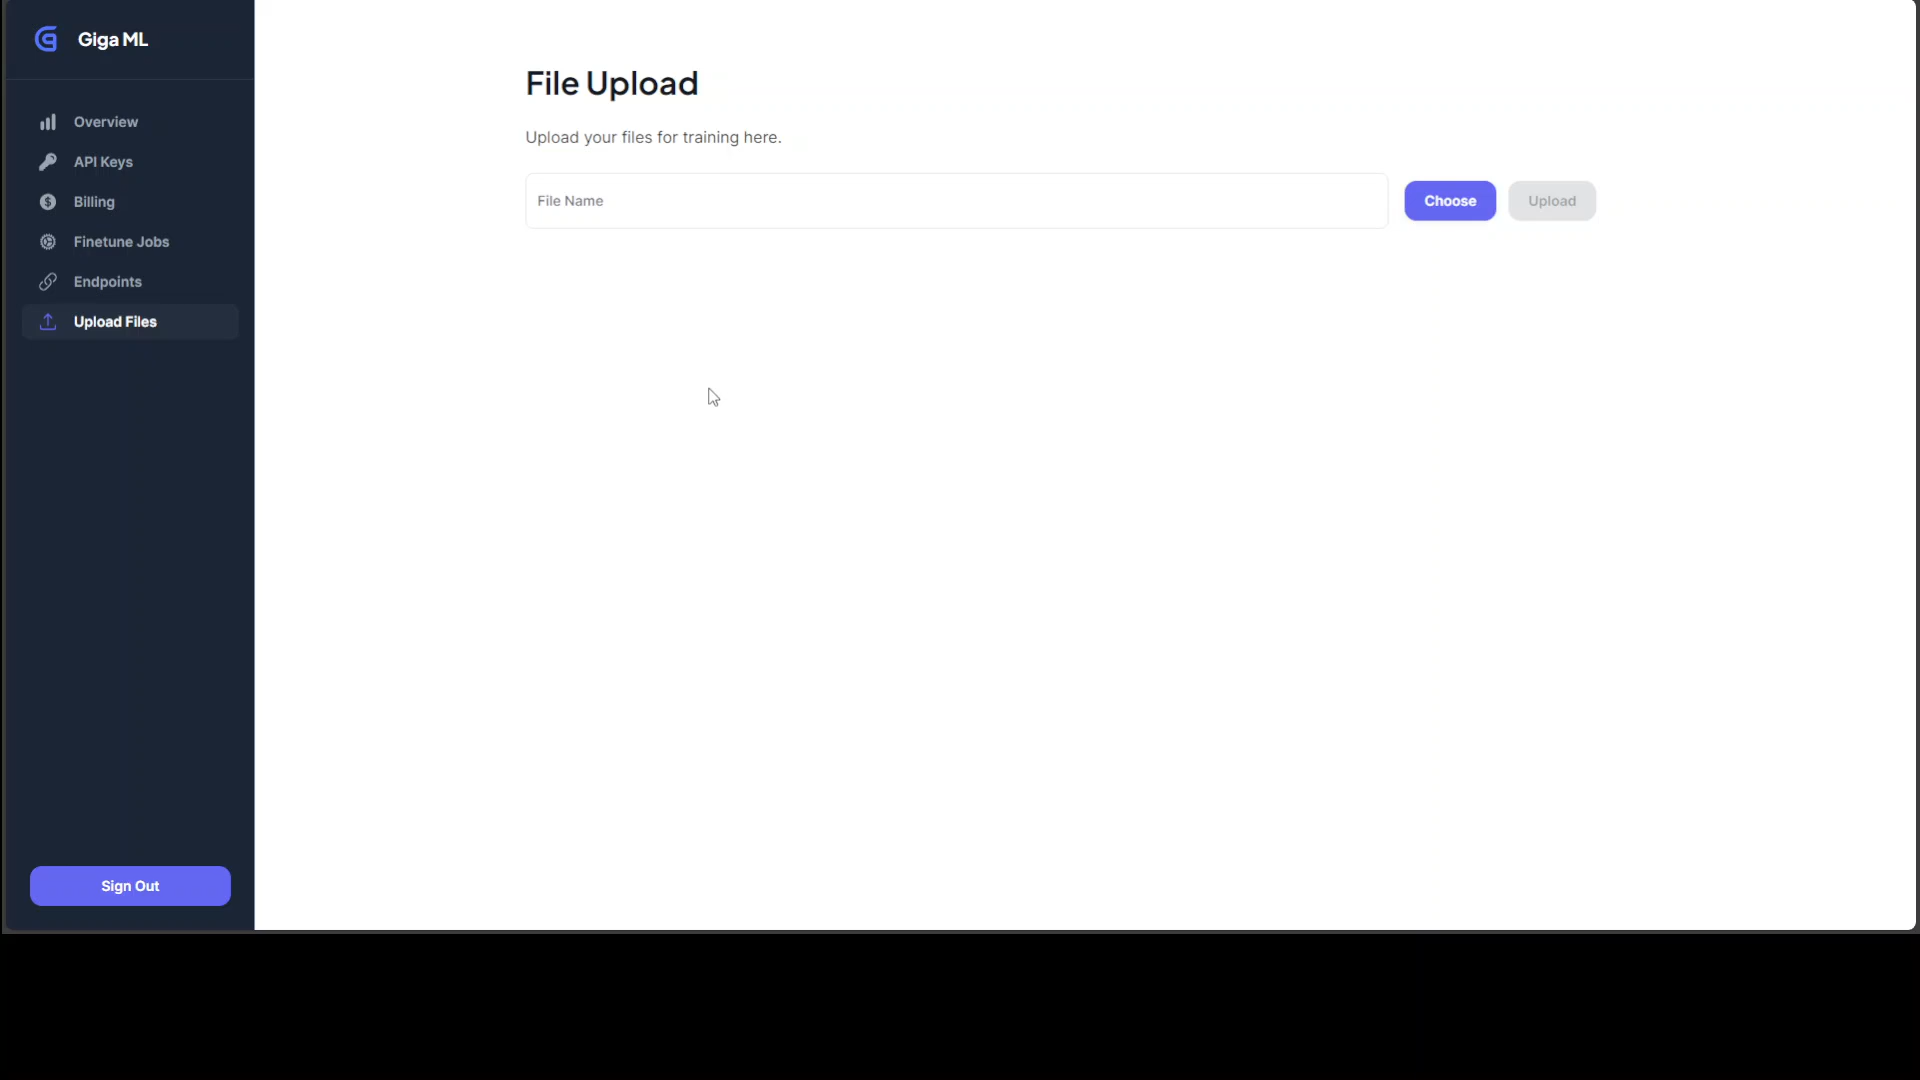 Giga ML
Overview
API Keys
Billing
Finetune Jobs
Endpoints
Upload Files
Sign Out
File Upload
Upload your files for training here.
File Name
Choose
Upload